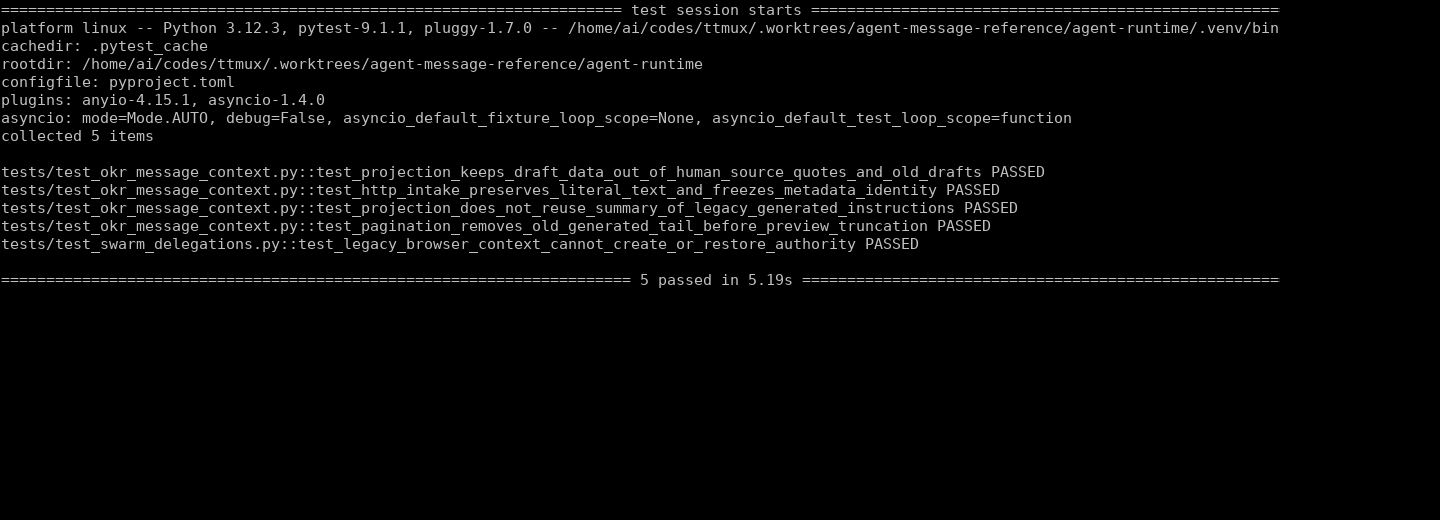 ===================================================================== test session starts ====================================================
platform linux -- Python 3.12.3, pytest-9.1.1, pluggy-1.7.0 -- /home/ai/codes/ttmux/.worktrees/agent-message-reference/agent-runtime/.venv/bin
cachedir: .pytest_cache
rootdir: /home/ai/codes/ttmux/.worktrees/agent-message-reference/agent-runtime
configfile: pyproject.toml
plugins: anyio-4.15.1, asyncio-1.4.0
asyncio: mode=Mode.AUTO, debug=False, asyncio_default_fixture_loop_scope=None, asyncio_default_test_loop_scope=function
collected 5 items
tests/test_okr_message_context.py::test_projection_keeps_draft_data_out_of_human_source_quotes_and_old_drafts PASSED
tests/test_okr_message_context.py::test_http_intake_preserves_literal_text_and_freezes_metadata_identity PASSED
tests/test_okr_message_context.py::test_projection_does_not_reuse_summary_of_legacy_generated_instructions PASSED
tests/test_okr_message_context.py::test_pagination_removes_old_generated_tail_before_preview_truncation PASSED
tests/test_swarm_delegations.py::test_legacy_browser_context_cannot_create_or_restore_authority PASSED
====================================================================== 5 passed in 5.19s =====================================================